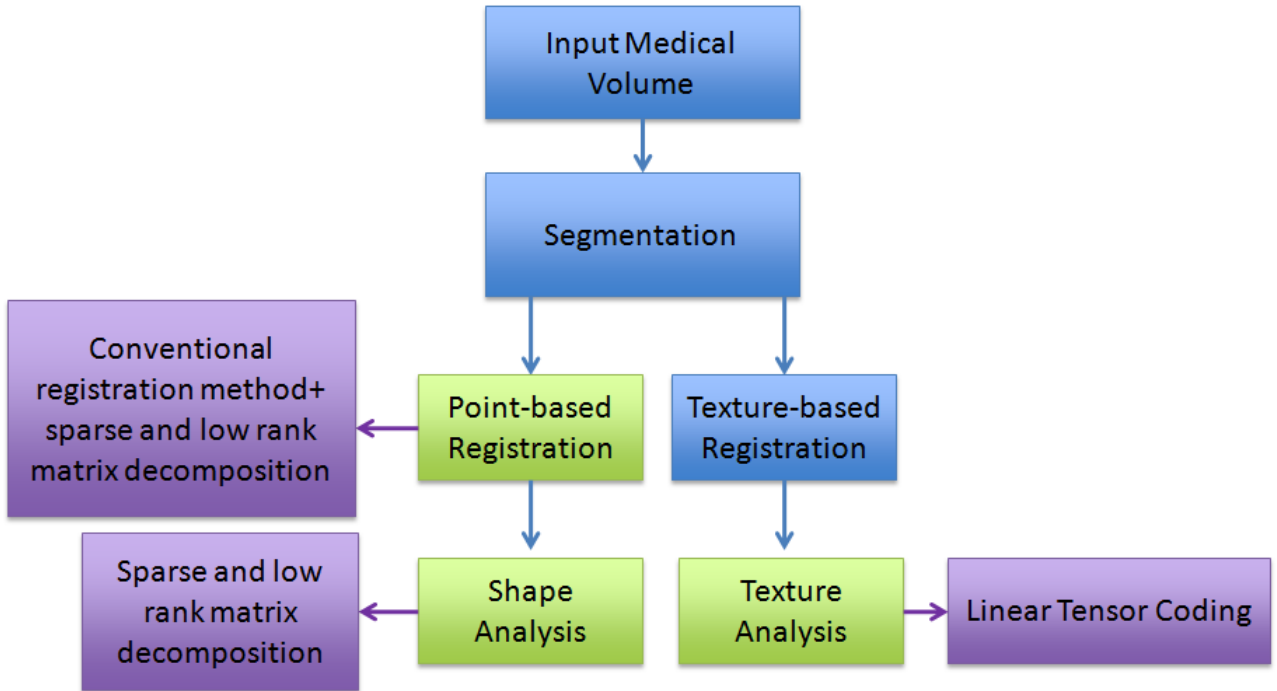 Input Medical
Volume
Segmentation
Conventional
registration method+
sparse and low rank
matrix decomposition
Point-based
Registration
Texture-based
Registration
Sparse and low
rank matrix
decomposition
Shape
Analysis
Texture
Analysis
Linear Tensor Coding